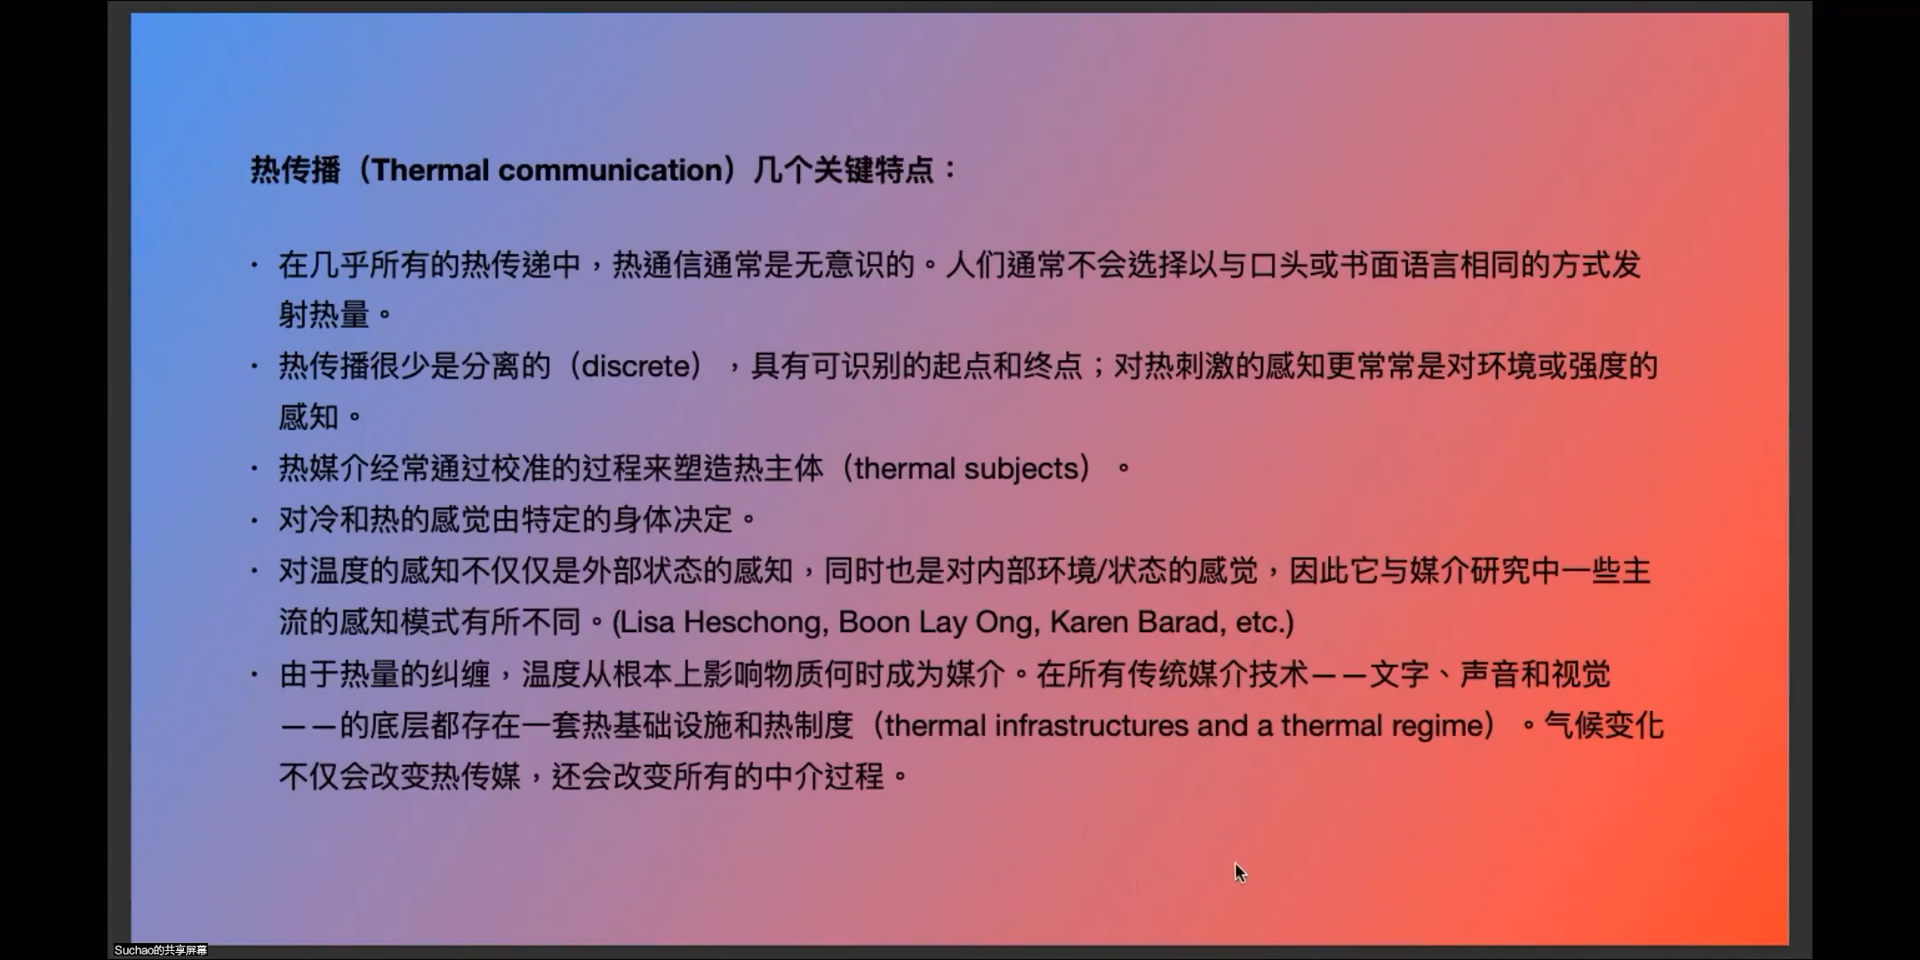 热传播（Thermal communication）几个关键特点：
· 在几乎所有的热传递中，热通信通常是无意识的。人们通常不会选择以与口头或书面语言相同的方式发
射热量。
· 热传播很少是分离的（discrete），具有可识别的起点和终点；对热刺激的感知更常常是对环境或强度的
感知。
· 热媒介经常通过校准的过程来塑造热主体（thermal subjects）。
· 对冷和热的感觉由特定的身体决定。
· 对温度的感知不仅仅是外部状态的感知，同时也是对内部环境/状态的感觉，因此它与媒介研究中一些主
流的感知模式有所不同。(Lisa Heschong, Boon Lay Ong, Karen Barad, etc.)
· 由于热量的纠缠，温度从根本上影响物质何时成为媒介。在所有传统媒介技术——文字、声音和视觉
——的底层都存在一套热基础设施和热制度（thermal infrastructures and a thermal regime）。气候变化
不仅会改变热传媒，还会改变所有的中介过程。
Suchao的共享屏幕